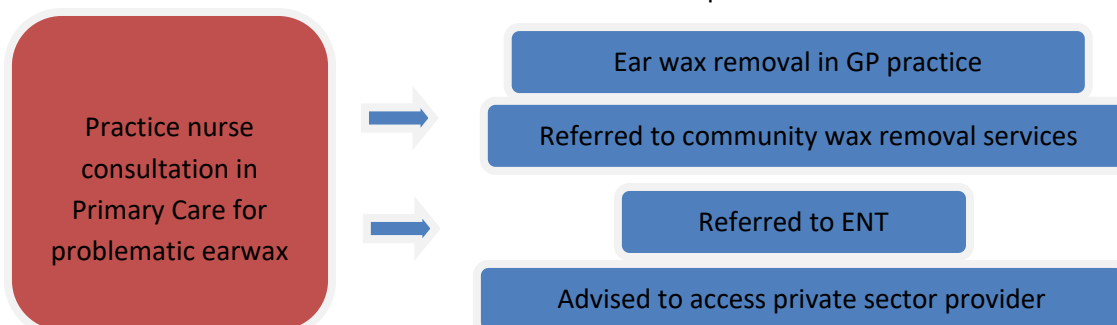 Practice nurse
consultation in
Primary Care for
problematic earwax
Ear wax removal in GP practice
Referred to community wax removal services
Referred to ENT
Advised to access private sector provider